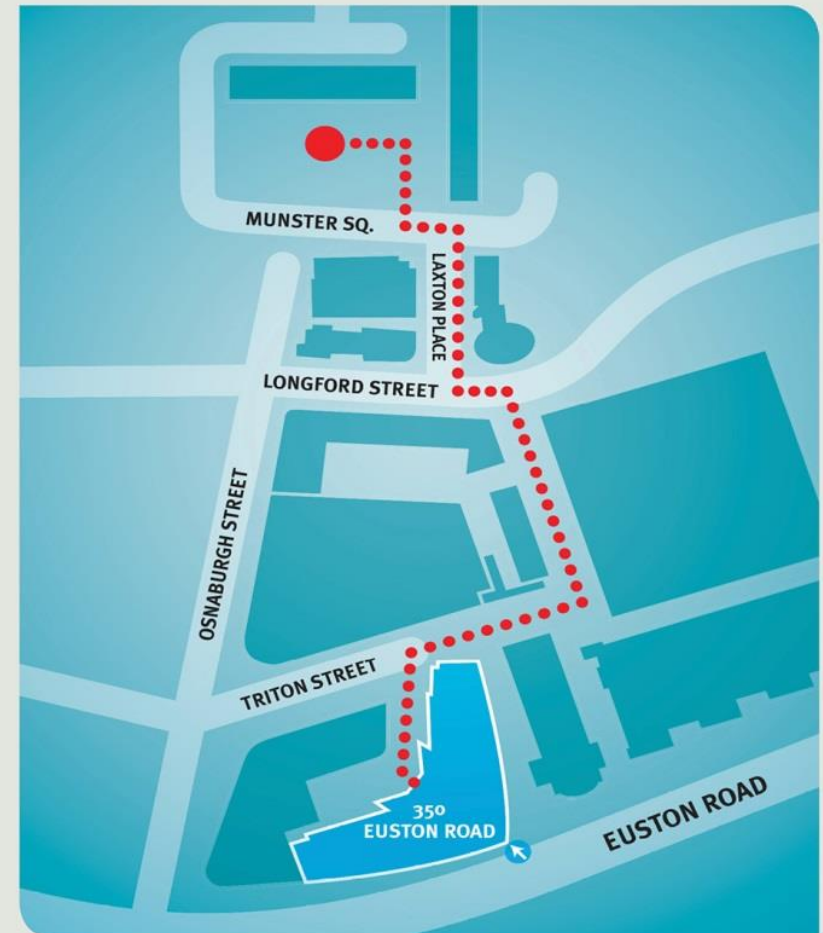 MUNSTER SQ.
LAXTON PLACE
LONGFORD STREET
OSNABURGH STREET
TRITON STREET
350
EUSTON ROAD
EUSTON ROAD